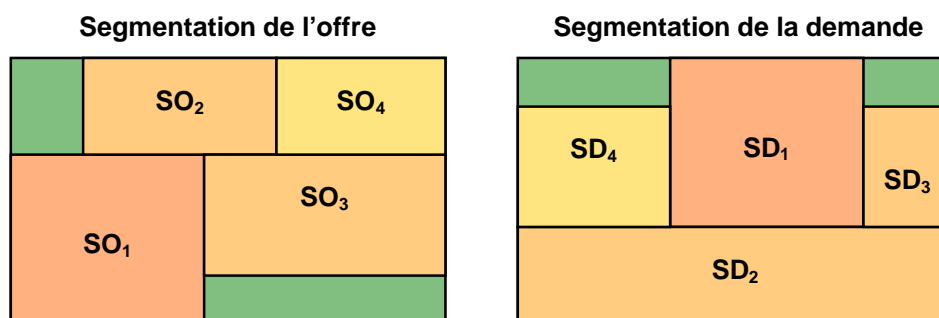 Segmentation de l’offre
Segmentation de la demande
SO₂
SO₄
SO₃
SO₁
SD₄
SD₁
SD₃
SD₂